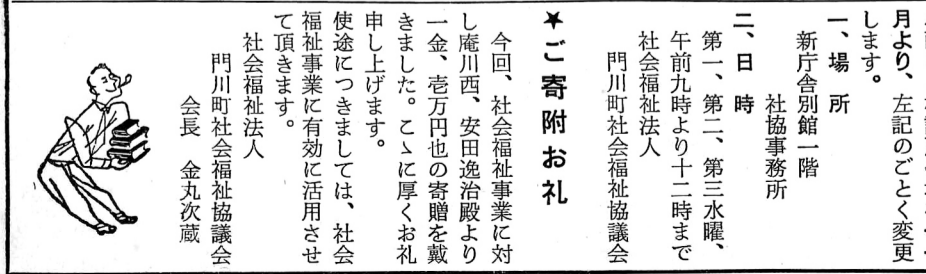 月より、左記のごとく変更
します。
一、場所
新庁舎別館一階
社協事務所
二、日時
第一、第二、第三水曜、
午前九時より十二時まで
社会福祉法人
門川町社会福祉協議会
★ご寄附お礼
今回、社会福祉事業に対
し庵川西、安田逸治殿より
一金、壱万円也の寄贈を戴
きました。こゝに厚くお礼
申し上げます。
使途につきましては、社会
福祉事業に有効に活用させ
て頂きます。
社会福祉法人
門川町社会福祉協議会
会長　金丸次蔵